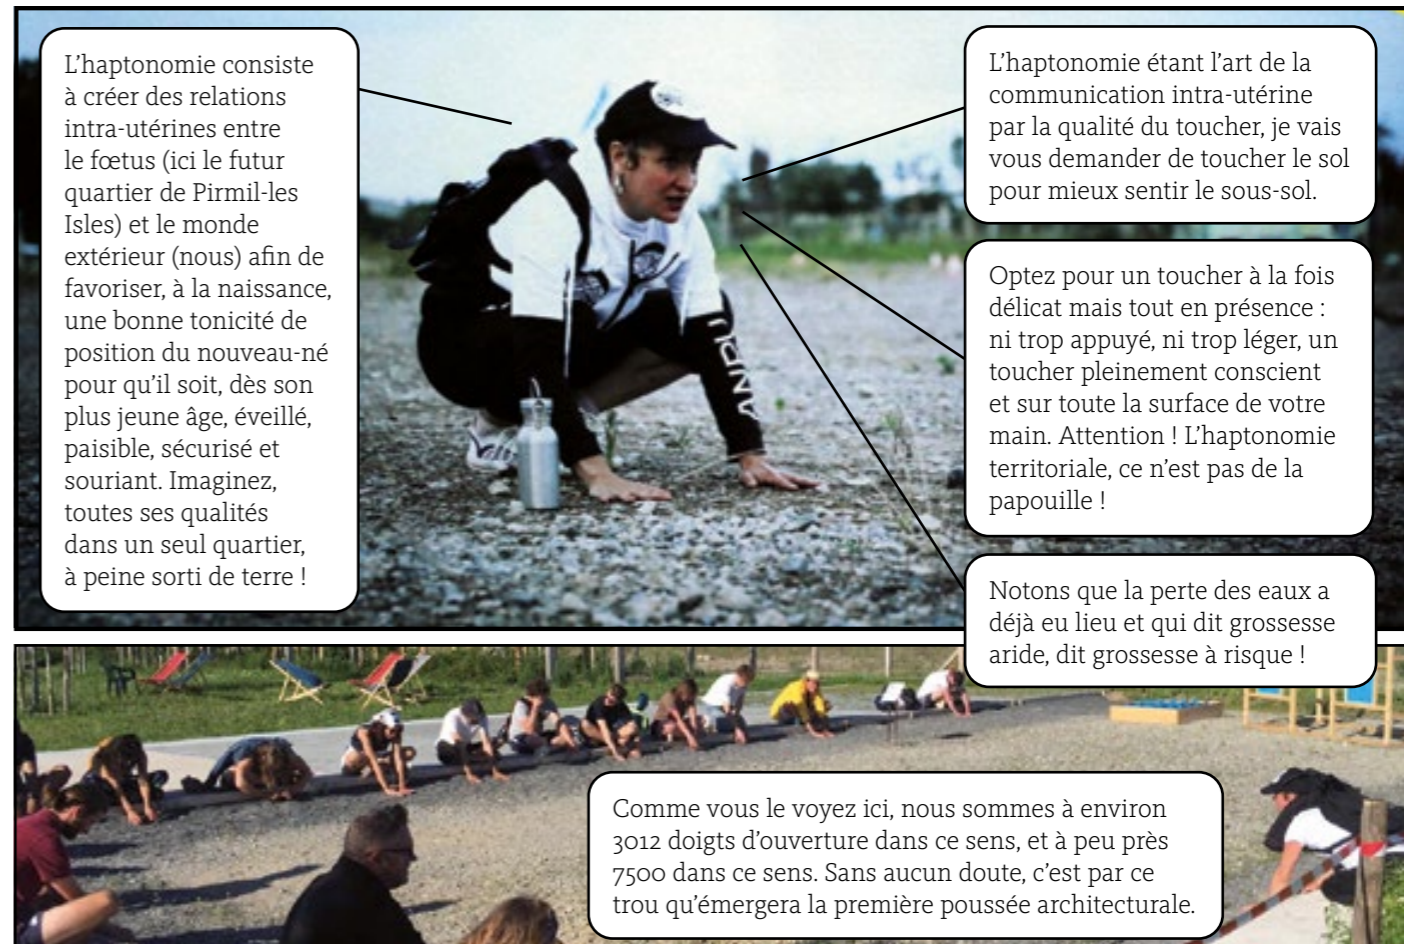 L’haptonomie consiste
à créer des relations
intra-utérines entre
le fœtus (ici le futur
quartier de Pirmil-les
Isles) et le monde
extérieur (nous) afin de
favoriser, à la naissance,
une bonne tonicité de
position du nouveau-né
pour qu’il soit, dès son
plus jeune âge, éveillé,
paisible, sécurisé et
souriant. Imaginez,
toutes ses qualités
dans un seul quartier,
à peine sorti de terre !
L’haptonomie étant l’art de la
communication intra-utérine
par la qualité du toucher, je vais
vous demander de toucher le sol
pour mieux sentir le sous-sol.
Optez pour un toucher à la fois
délicat mais tout en présence :
ni trop appuyé, ni trop léger, un
toucher pleinement conscient
et sur toute la surface de votre
main. Attention ! L’haptonomie
territoriale, ce n’est pas de la
papouille !
Notons que la perte des eaux a
déjà eu lieu et qui dit grossesse
aride, dit grossesse à risque !
Comme vous le voyez ici, nous sommes à environ
3012 doigts d’ouverture dans ce sens, et à peu près
7500 dans ce sens. Sans aucun doute, c’est par ce
trou qu’émergera la première poussée architecturale.